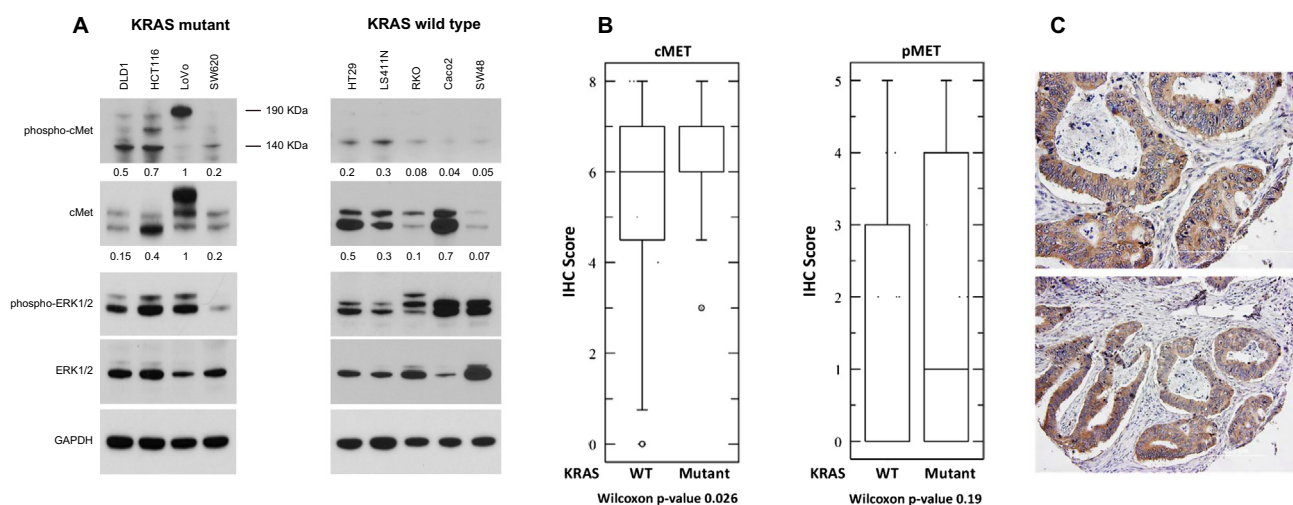 A
KRAS mutant
KRAS wild type
DLD1
HCT116
LoVo
SW620
HT29
LS411N
RKO
Caco2
SW48
phospho-cMet
190 KDa
140 KDa
0.5 0.7 1 0.2
0.2 0.3 0.08 0.04 0.05
cMet
0.15 0.4 1 0.2
0.5 0.3 0.1 0.7 0.07
phospho-ERK1/2
ERK1/2
GAPDH
B
cMET
IHC Score
8
6
4
2
0
KRAS WT Mutant
Wilcoxon p-value 0.026
pMET
IHC Score
5
4
3
2
1
0
KRAS WT Mutant
Wilcoxon p-value 0.19
C